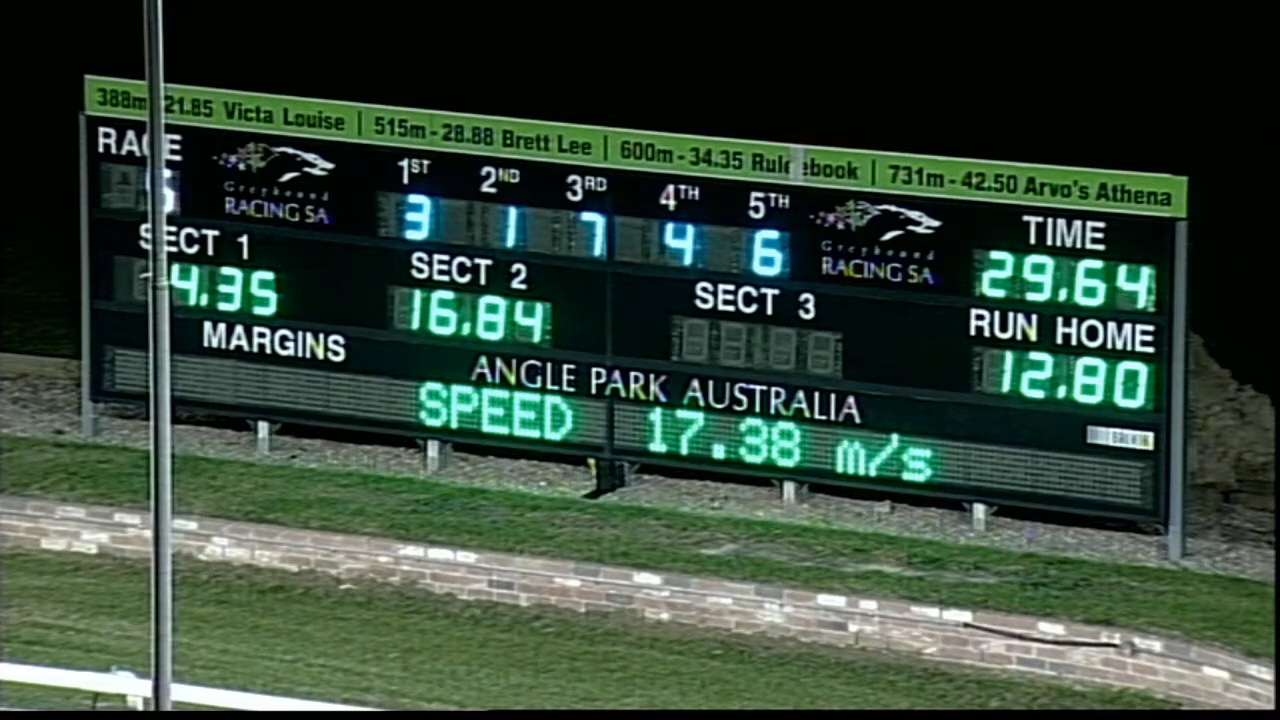 388m-21.85 Victa Louise | 515m-28.88 Brett Lee | 600m-34.35 Rulebook | 731m-42.50 Arvo's Athena
RACE 1ST 2ND 3RD 4TH 5TH TIME
Greyhound RACING SA 3 1 7 4 6 Greyhound RACING SA 29.64
SECT 1 SECT 2 SECT 3 RUN HOME
4.35 16.84 12.80
MARGINS ANGLE PARK AUSTRALIA
SPEED 17.38 m/s